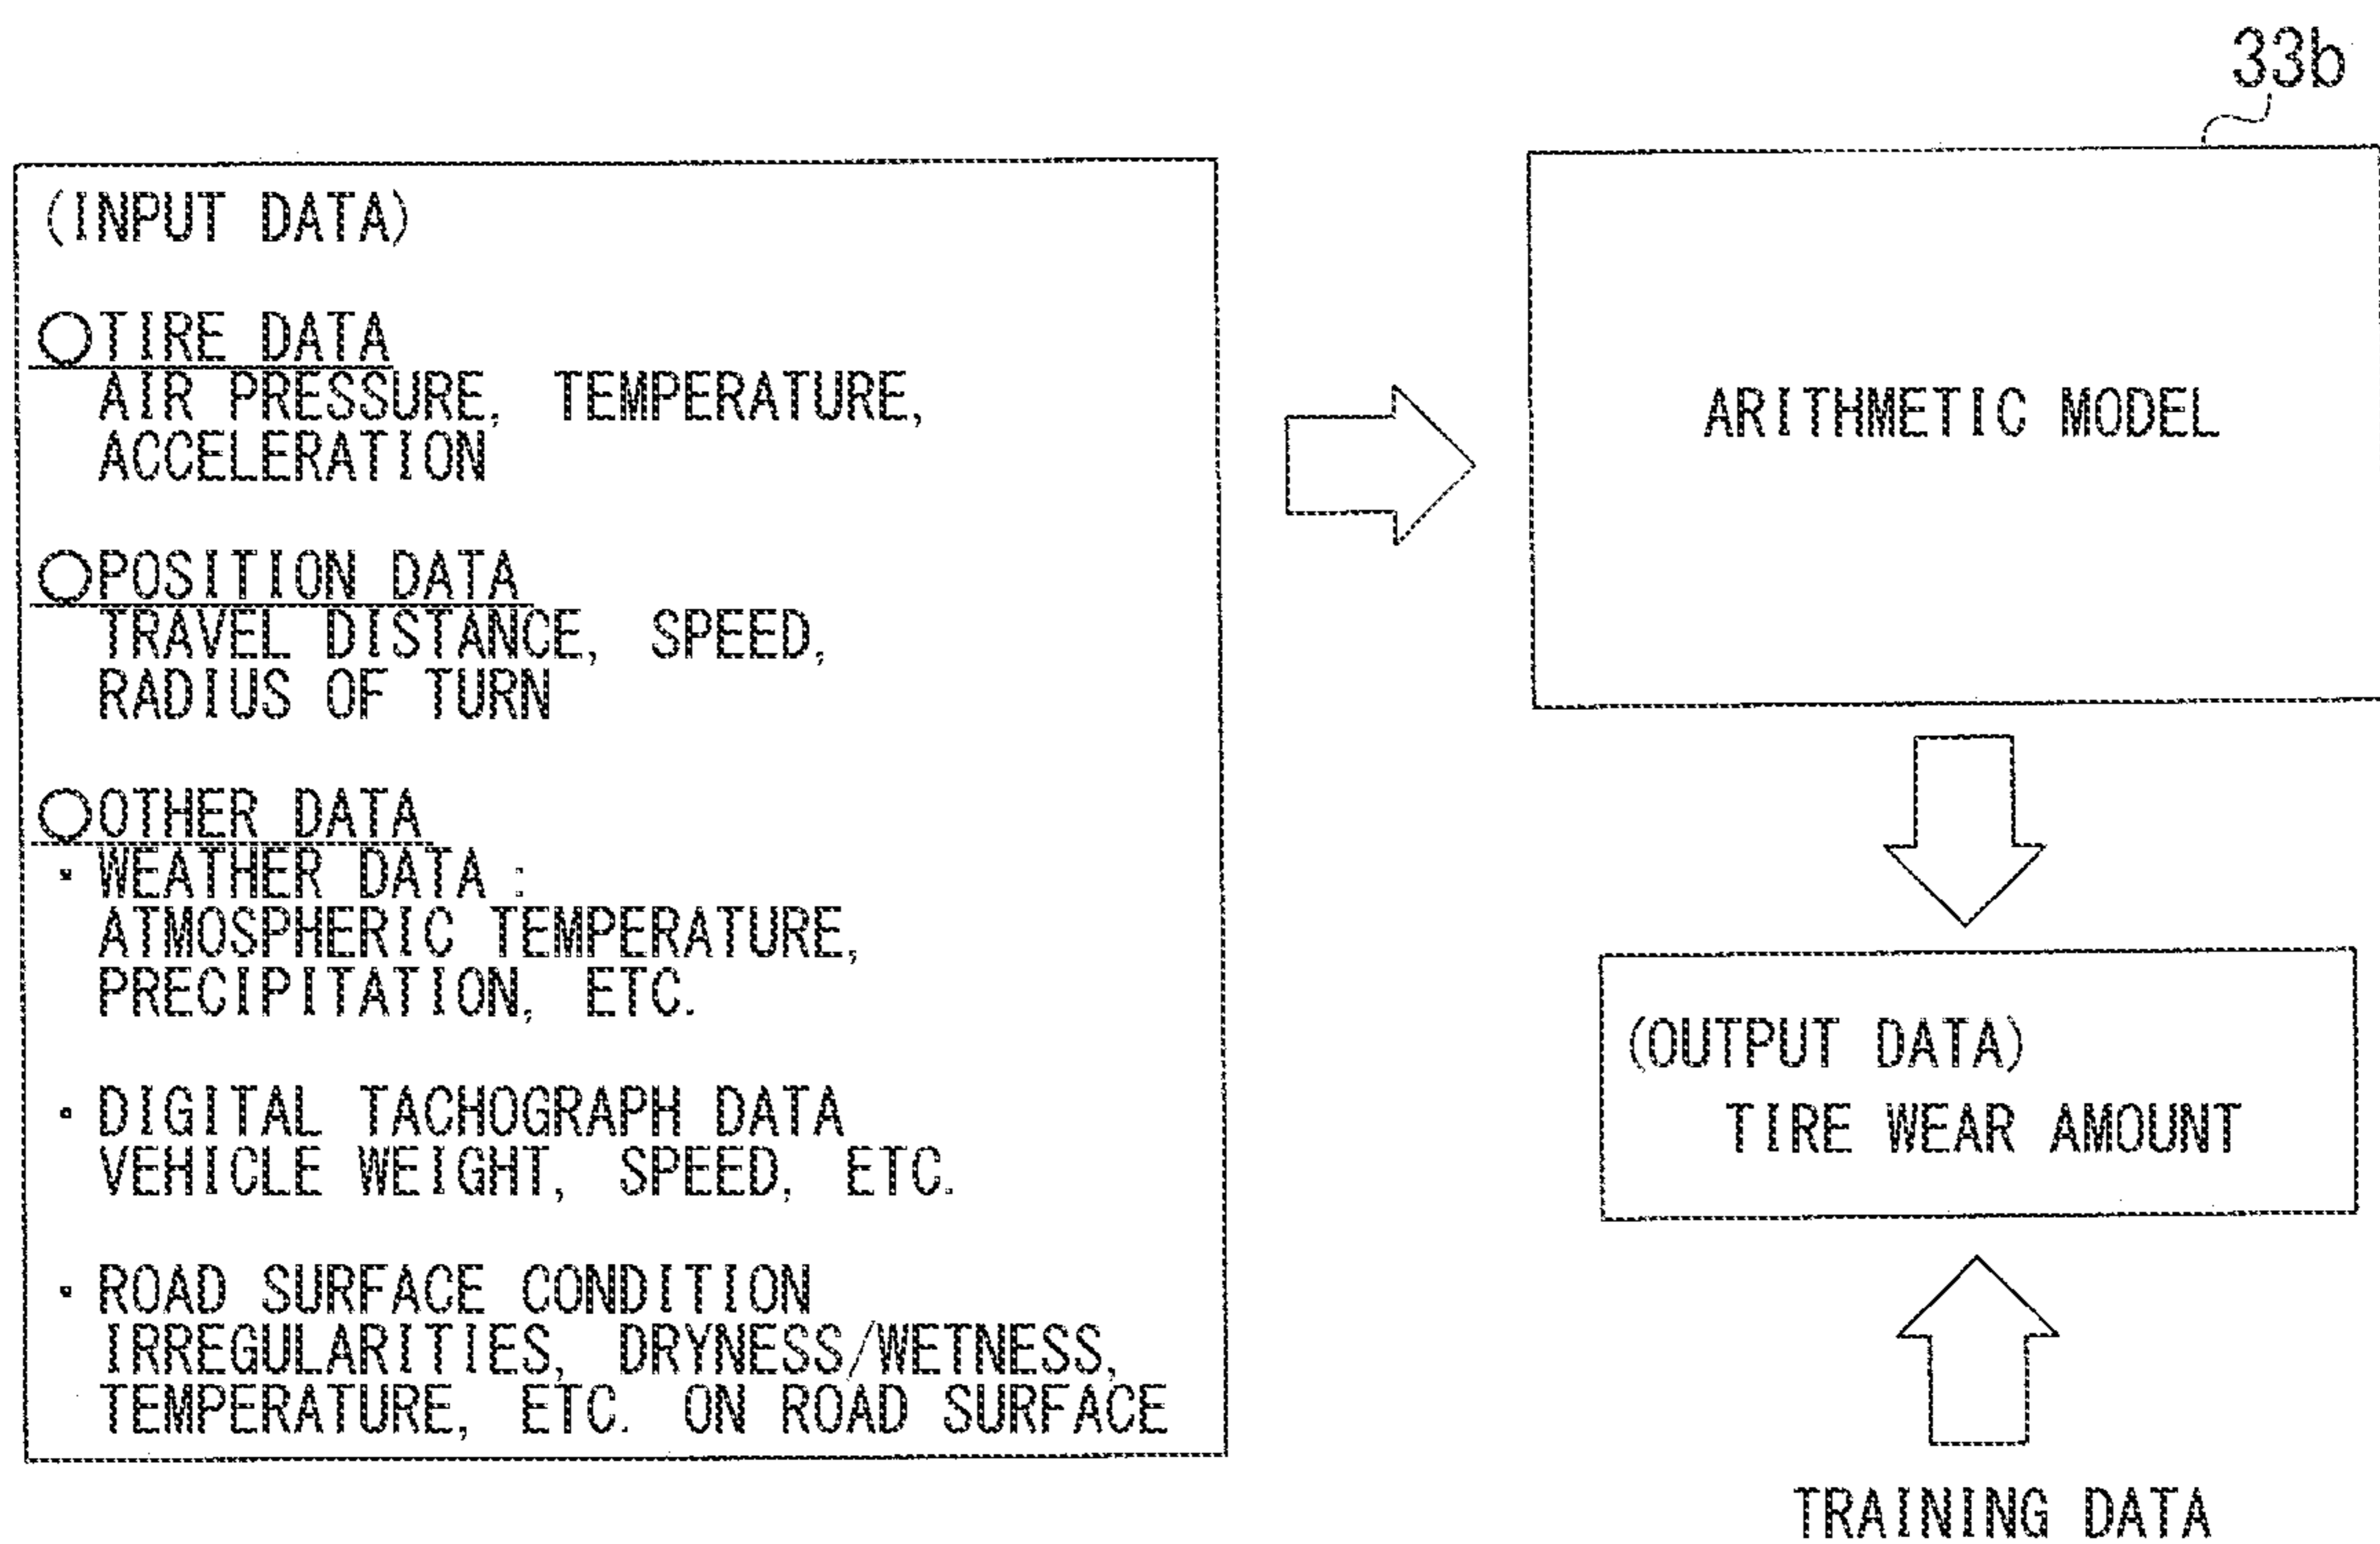 33b
(INPUT DATA)
○TIRE DATA
AIR PRESSURE, TEMPERATURE,
ACCELERATION
○POSITION DATA
TRAVEL DISTANCE, SPEED,
RADIUS OF TURN
○OTHER DATA
・WEATHER DATA:
ATMOSPHERIC TEMPERATURE,
PRECIPITATION, ETC.
・DIGITAL TACHOGRAPH DATA
VEHICLE WEIGHT, SPEED, ETC.
・ROAD SURFACE CONDITION
IRREGULARITIES, DRYNESS/WETNESS,
TEMPERATURE, ETC. ON ROAD SURFACE
ARITHMETIC MODEL
(OUTPUT DATA)
TIRE WEAR AMOUNT
TRAINING DATA